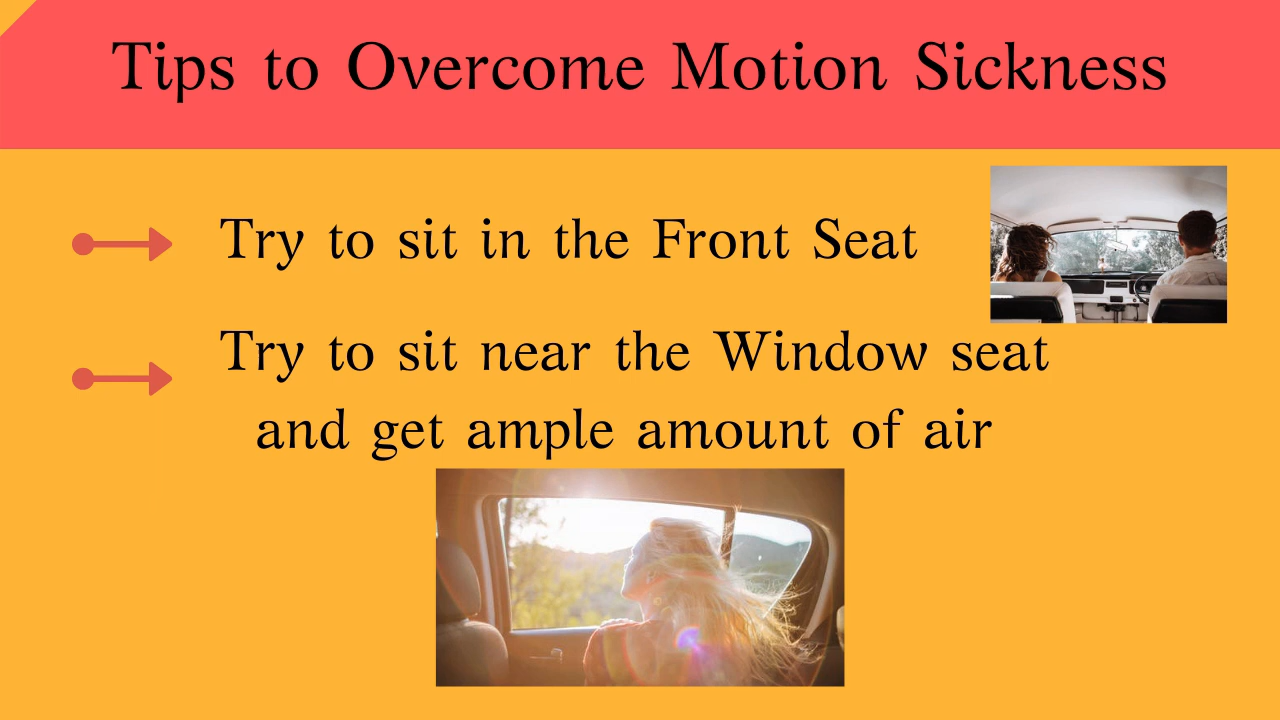 Tips to Overcome Motion Sickness
Try to sit in the Front Seat
Try to sit near the Window seat
and get ample amount of air